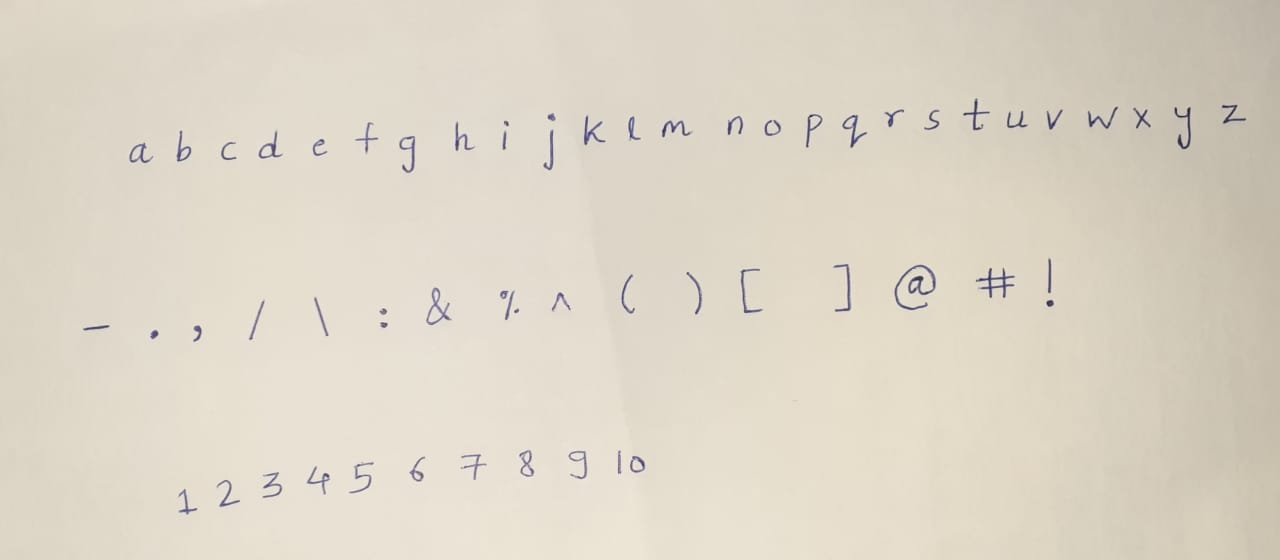 a b c d e f g h i j k l m n o p q r s t u v w x y z
- . , / \ : & % ^ ( ) [ ] @ # !
1 2 3 4 5 6 7 8 9 10